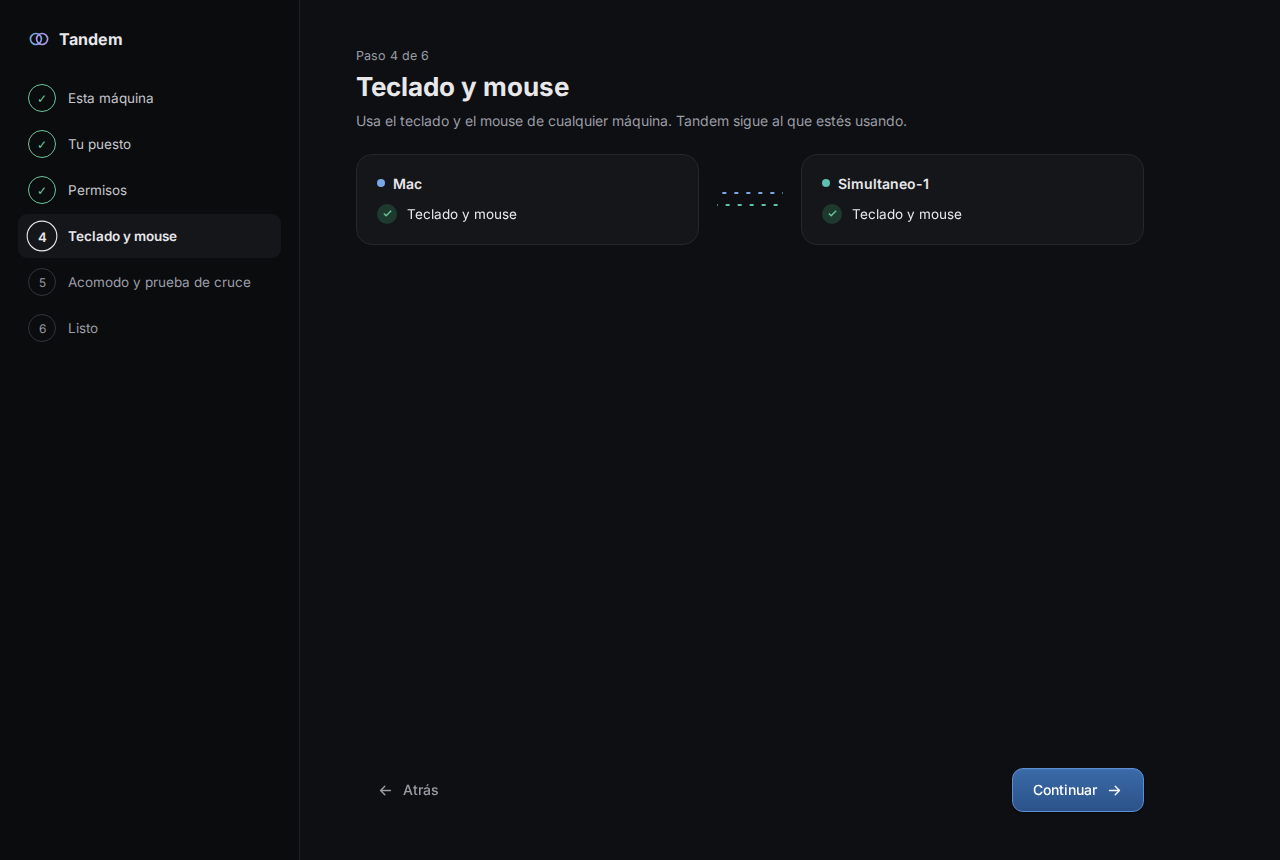 Tandem
✓ Esta máquina
✓ Tu puesto
✓ Permisos
4 Teclado y mouse
5 Acomodo y prueba de cruce
6 Listo
Paso 4 de 6
Teclado y mouse
Usa el teclado y el mouse de cualquier máquina. Tandem sigue al que estés usando.
Mac
Teclado y mouse
Simultaneo-1
Teclado y mouse
← Atrás
Continuar →